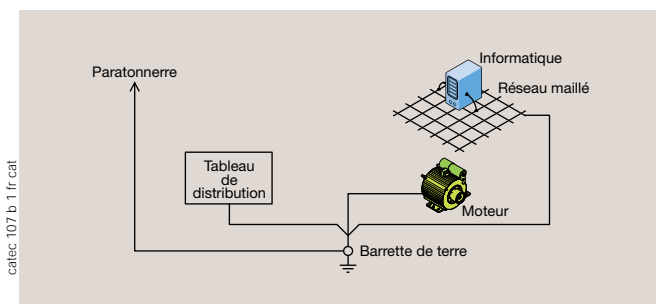 Informatique
Paratonnerre
Réseau maillé
Tableau
de
distribution
Moteur
Barrette de terre
catec 107 b 1 fr cat